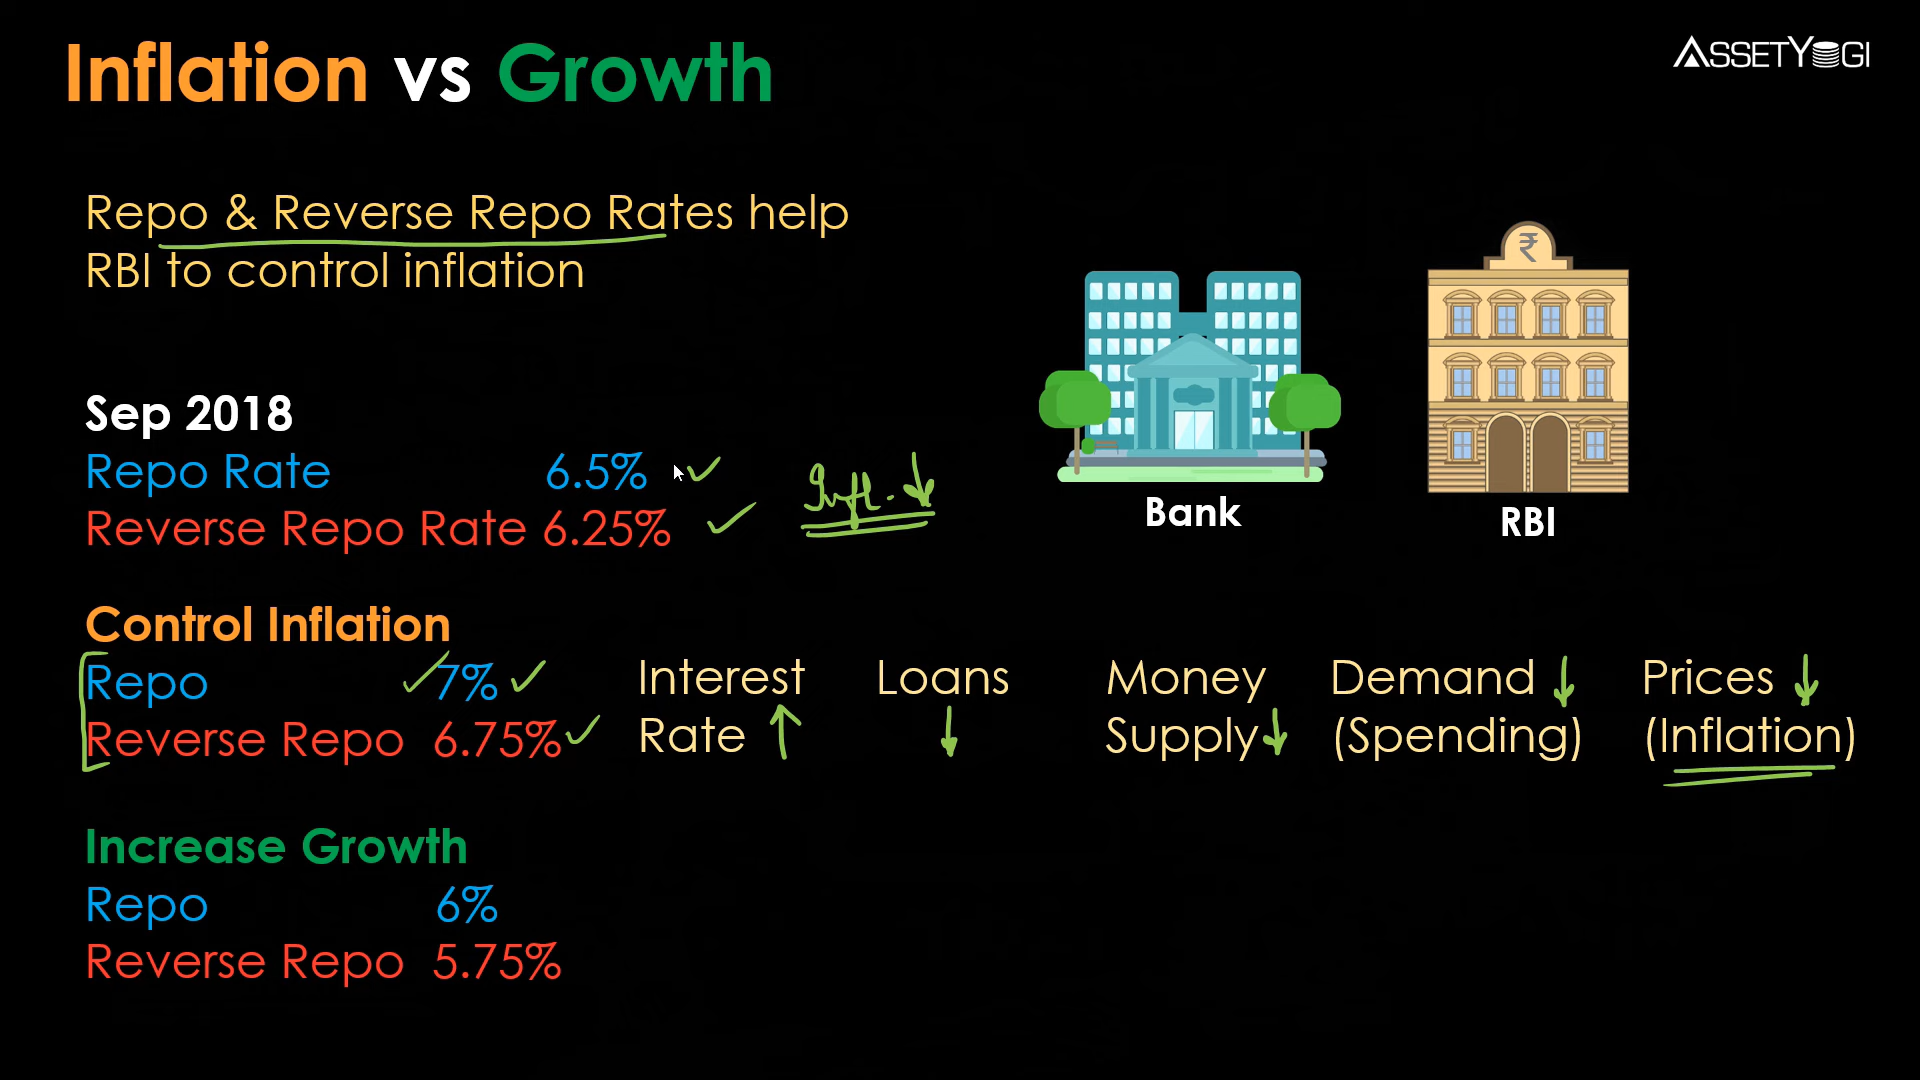 Inflation vs Growth
ASSETYOGI
Repo & Reverse Repo Rates help
RBI to control inflation
₹
Sep 2018
Repo Rate 6.5%
Reverse Repo Rate 6.25%
Infl. ↓
Bank
RBI
Control Inflation
Repo 7%
Reverse Repo 6.75%
Interest
Rate ↑
Loans
↓
Money
Supply ↓
Demand ↓
(Spending)
Prices ↓
(Inflation)
Increase Growth
Repo 6%
Reverse Repo 5.75%